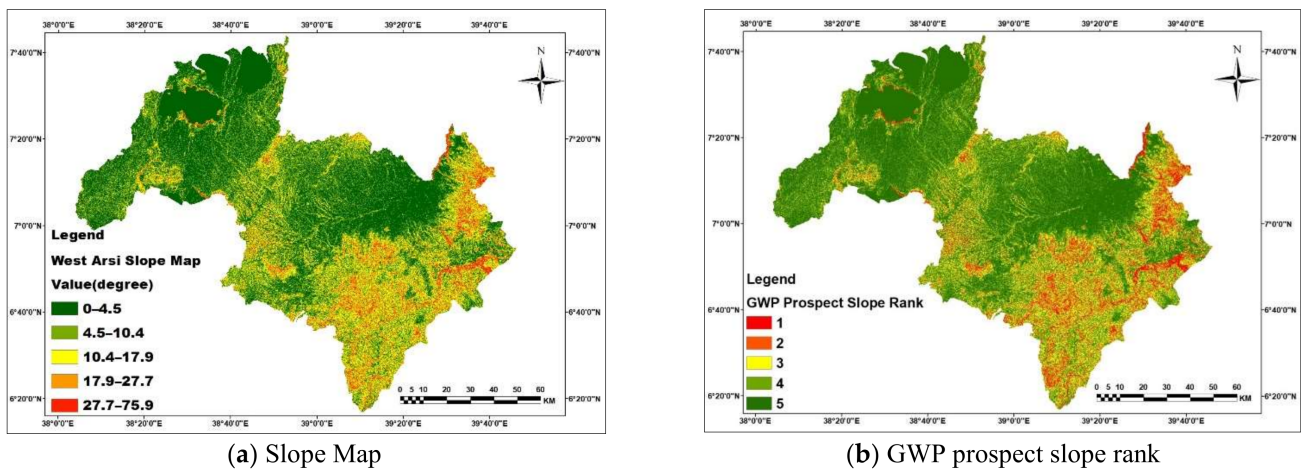 38°0'0"E 38°20'0"E 38°40'0"E 39°0'0"E 39°20'0"E 39°40'0"E
7°40'0"N
7°20'0"N
7°0'0"N
6°40'0"N
6°20'0"N
N
Legend
West Arsi Slope Map
Value(degree)
0–4.5
4.5–10.4
10.4–17.9
17.9–27.7
27.7–75.9
0 5 10 20 30 40 50 60
KM
7°40'0"N
7°20'0"N
7°0'0"N
6°40'0"N
6°20'0"N
38°0'0"E 38°20'0"E 38°40'0"E 39°0'0"E 39°20'0"E 39°40'0"E
(a) Slope Map
38°0'0"E 38°20'0"E 38°40'0"E 39°0'0"E 39°20'0"E 39°40'0"E
7°40'0"N
7°20'0"N
7°0'0"N
6°40'0"N
6°20'0"N
N
Legend
GWP Prospect Slope Rank
1
2
3
4
5
0 5 10 20 30 40 50 60
KM
7°40'0"N
7°20'0"N
7°0'0"N
6°40'0"N
6°20'0"N
38°0'0"E 38°20'0"E 38°40'0"E 39°0'0"E 39°20'0"E 39°40'0"E
(b) GWP prospect slope rank